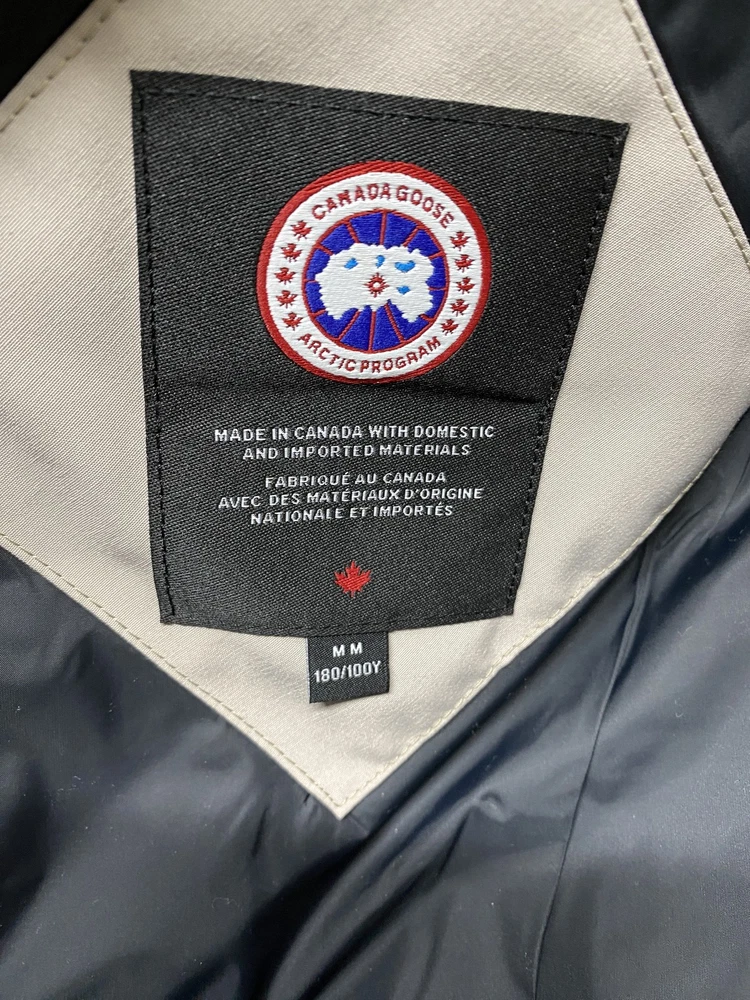 CANADA GOOSE
ARCTIC PROGRAM
MADE IN CANADA WITH DOMESTIC
AND IMPORTED MATERIALS
FABRIQUÉ AU CANADA
AVEC DES MATÉRIAUX D'ORIGINE
NATIONALE ET IMPORTÉS
M M
180/100Y